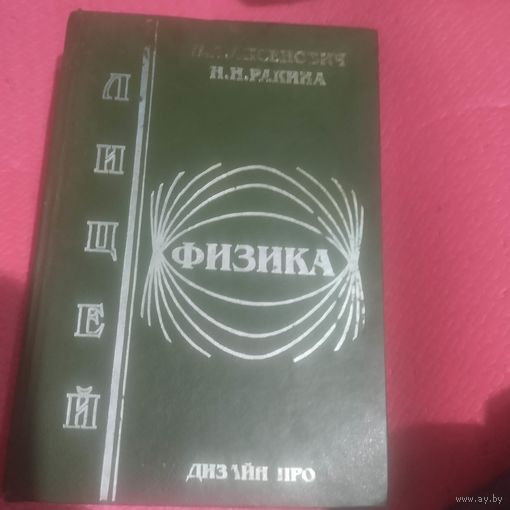 Л.А.АКСЕНОВИЧ
Н.Н.РАКИНА
ЛИЦЕЙ
ФИЗИКА
ДИЗАЙН ПРО
www.ay.by